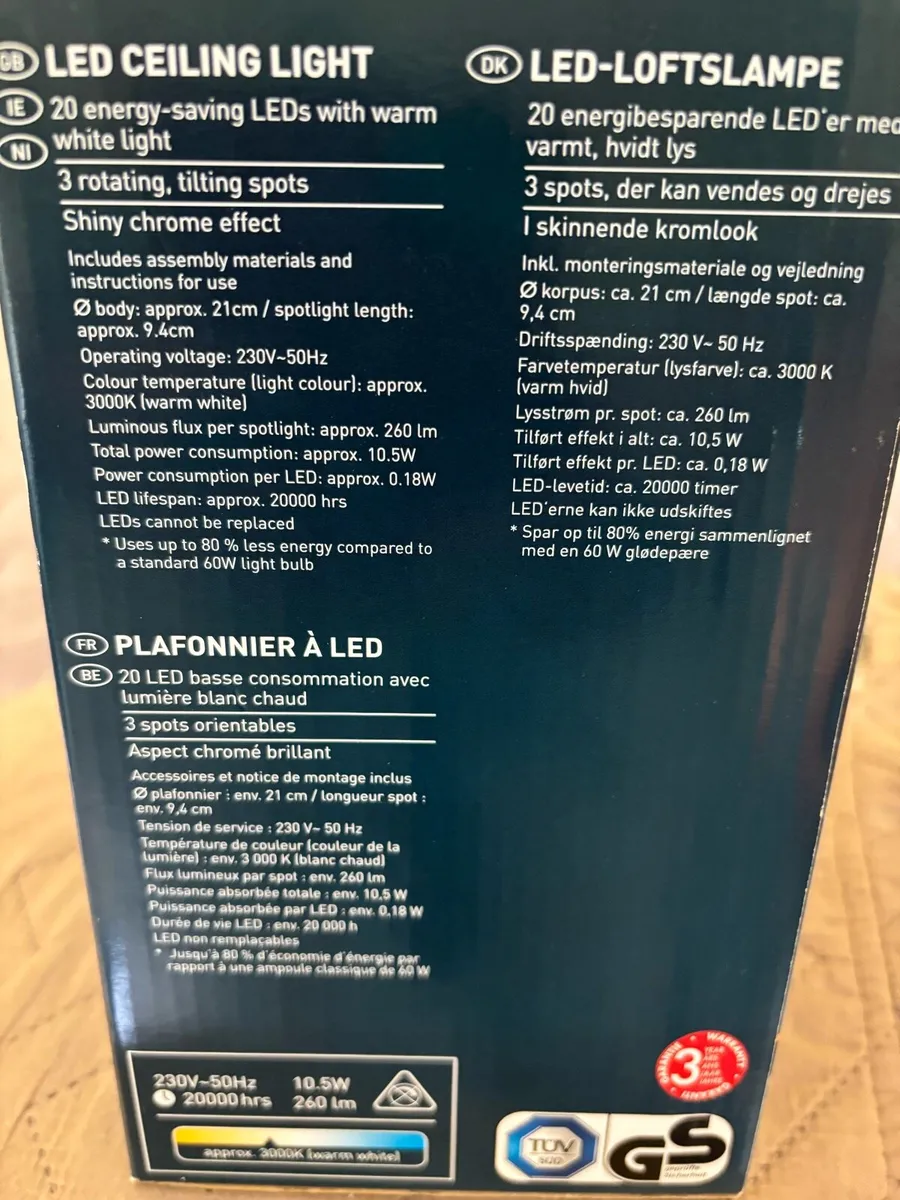 GB LED CEILING LIGHT
IE 20 energy-saving LEDs with warm
NI white light
3 rotating, tilting spots
Shiny chrome effect
Includes assembly materials and
instructions for use
Ø body: approx. 21cm / spotlight length:
approx. 9.4cm
Operating voltage: 230V~50Hz
Colour temperature (light colour): approx.
3000K (warm white)
Luminous flux per spotlight: approx. 260 lm
Total power consumption: approx. 10.5W
Power consumption per LED: approx. 0.18W
LED lifespan: approx. 20000 hrs
LEDs cannot be replaced
* Uses up to 80 % less energy compared to
a standard 60W light bulb
DK LED-LOFTSLAMPE
20 energibesparende LED'er med
varmt, hvidt lys
3 spots, der kan vendes og drejes
I skinnende kromlook
Inkl. monteringsmateriale og vejledning
Ø korpus: ca. 21 cm / længde spot: ca.
9,4 cm
Driftsspænding: 230 V~ 50 Hz
Farvetemperatur (lysfarve): ca. 3000 K
(varm hvid)
Lysstrøm pr. spot: ca. 260 lm
Tilført effekt i alt: ca. 10,5 W
Tilført effekt pr. LED: ca. 0,18 W
LED-levetid: ca. 20000 timer
LED'erne kan ikke udskiftes
* Spar op til 80% energi sammenlignet
med en 60 W glødepære
FR PLAFONNIER À LED
BE 20 LED basse consommation avec
lumière blanc chaud
3 spots orientables
Aspect chromé brillant
Accessoires et notice de montage inclus
Ø plafonnier : env. 21 cm / longueur spot :
env. 9,4 cm
Tension de service : 230 V~ 50 Hz
Température de couleur (couleur de la
lumière) : env. 3 000 K (blanc chaud)
Flux lumineux par spot : env. 260 lm
Puissance absorbée totale : env. 10,5 W
Puissance absorbée par LED : env. 0,18 W
Durée de vie LED : env. 20 000 h
LED non remplaçables
* Jusqu'à 80 % d'économie d'énergie par
rapport à une ampoule classique de 60 W
230V~50Hz 10.5W
20000hrs 260 lm
approx. 3000K (warm white)
3
WARRANTY
GARANTIE
TÜV
SÜD
GS
geprüfte
Sicherheit